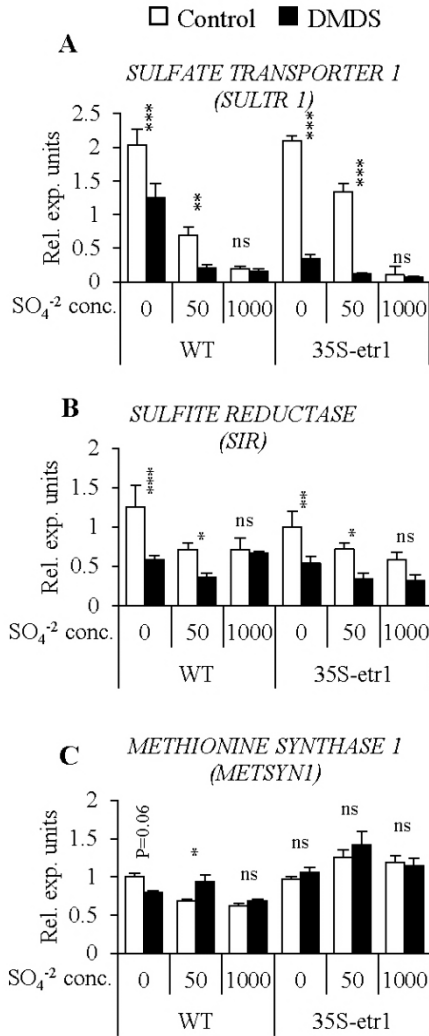 Control DMDS
A
SULFATE TRANSPORTER 1
(SULTR 1)
Rel. exp. units
2.5
2
1.5
1
0.5
0
*** ** ns *** *** ns
SO₄⁻² conc. 0 50 1000 0 50 1000
WT 35S-etr1
B
SULFITE REDUCTASE
(SIR)
Rel. exp. units
2
1.5
1
0.5
0
*** * ns ** * ns
SO₄⁻² conc. 0 50 1000 0 50 1000
WT 35S-etr1
C
METHIONINE SYNTHASE 1
(METSYN1)
Rel. exp. units
2
1.5
1
0.5
0
P=0.06 * ns ns ns ns
SO₄⁻² conc. 0 50 1000 0 50 1000
WT 35S-etr1